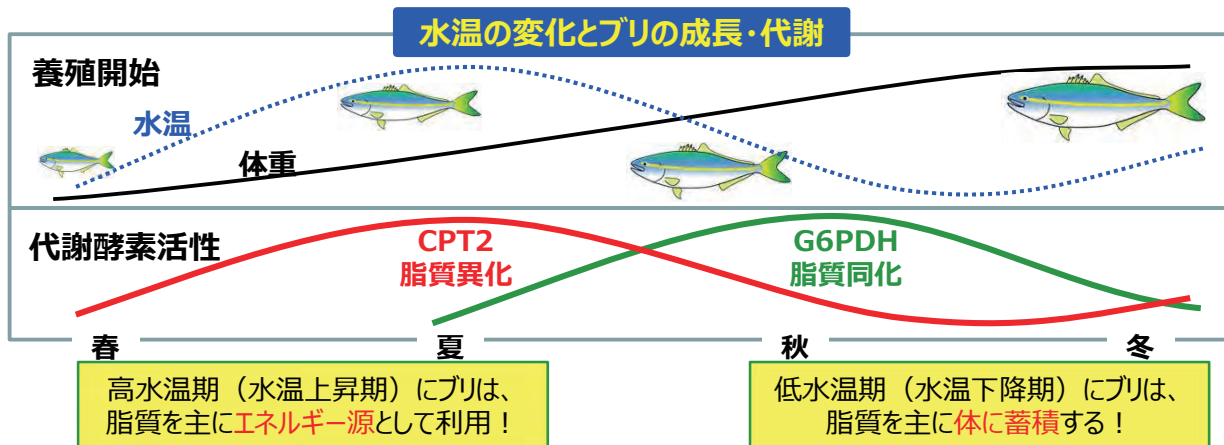 水温の変化とブリの成長・代謝
養殖開始
水温
体重
代謝酵素活性
CPT2
脂質異化
G6PDH
脂質同化
春
夏
秋
冬
高水温期（水温上昇期）にブリは、
脂質を主にエネルギー源として利用！
低水温期（水温下降期）にブリは、
脂質を主に体に蓄積する！